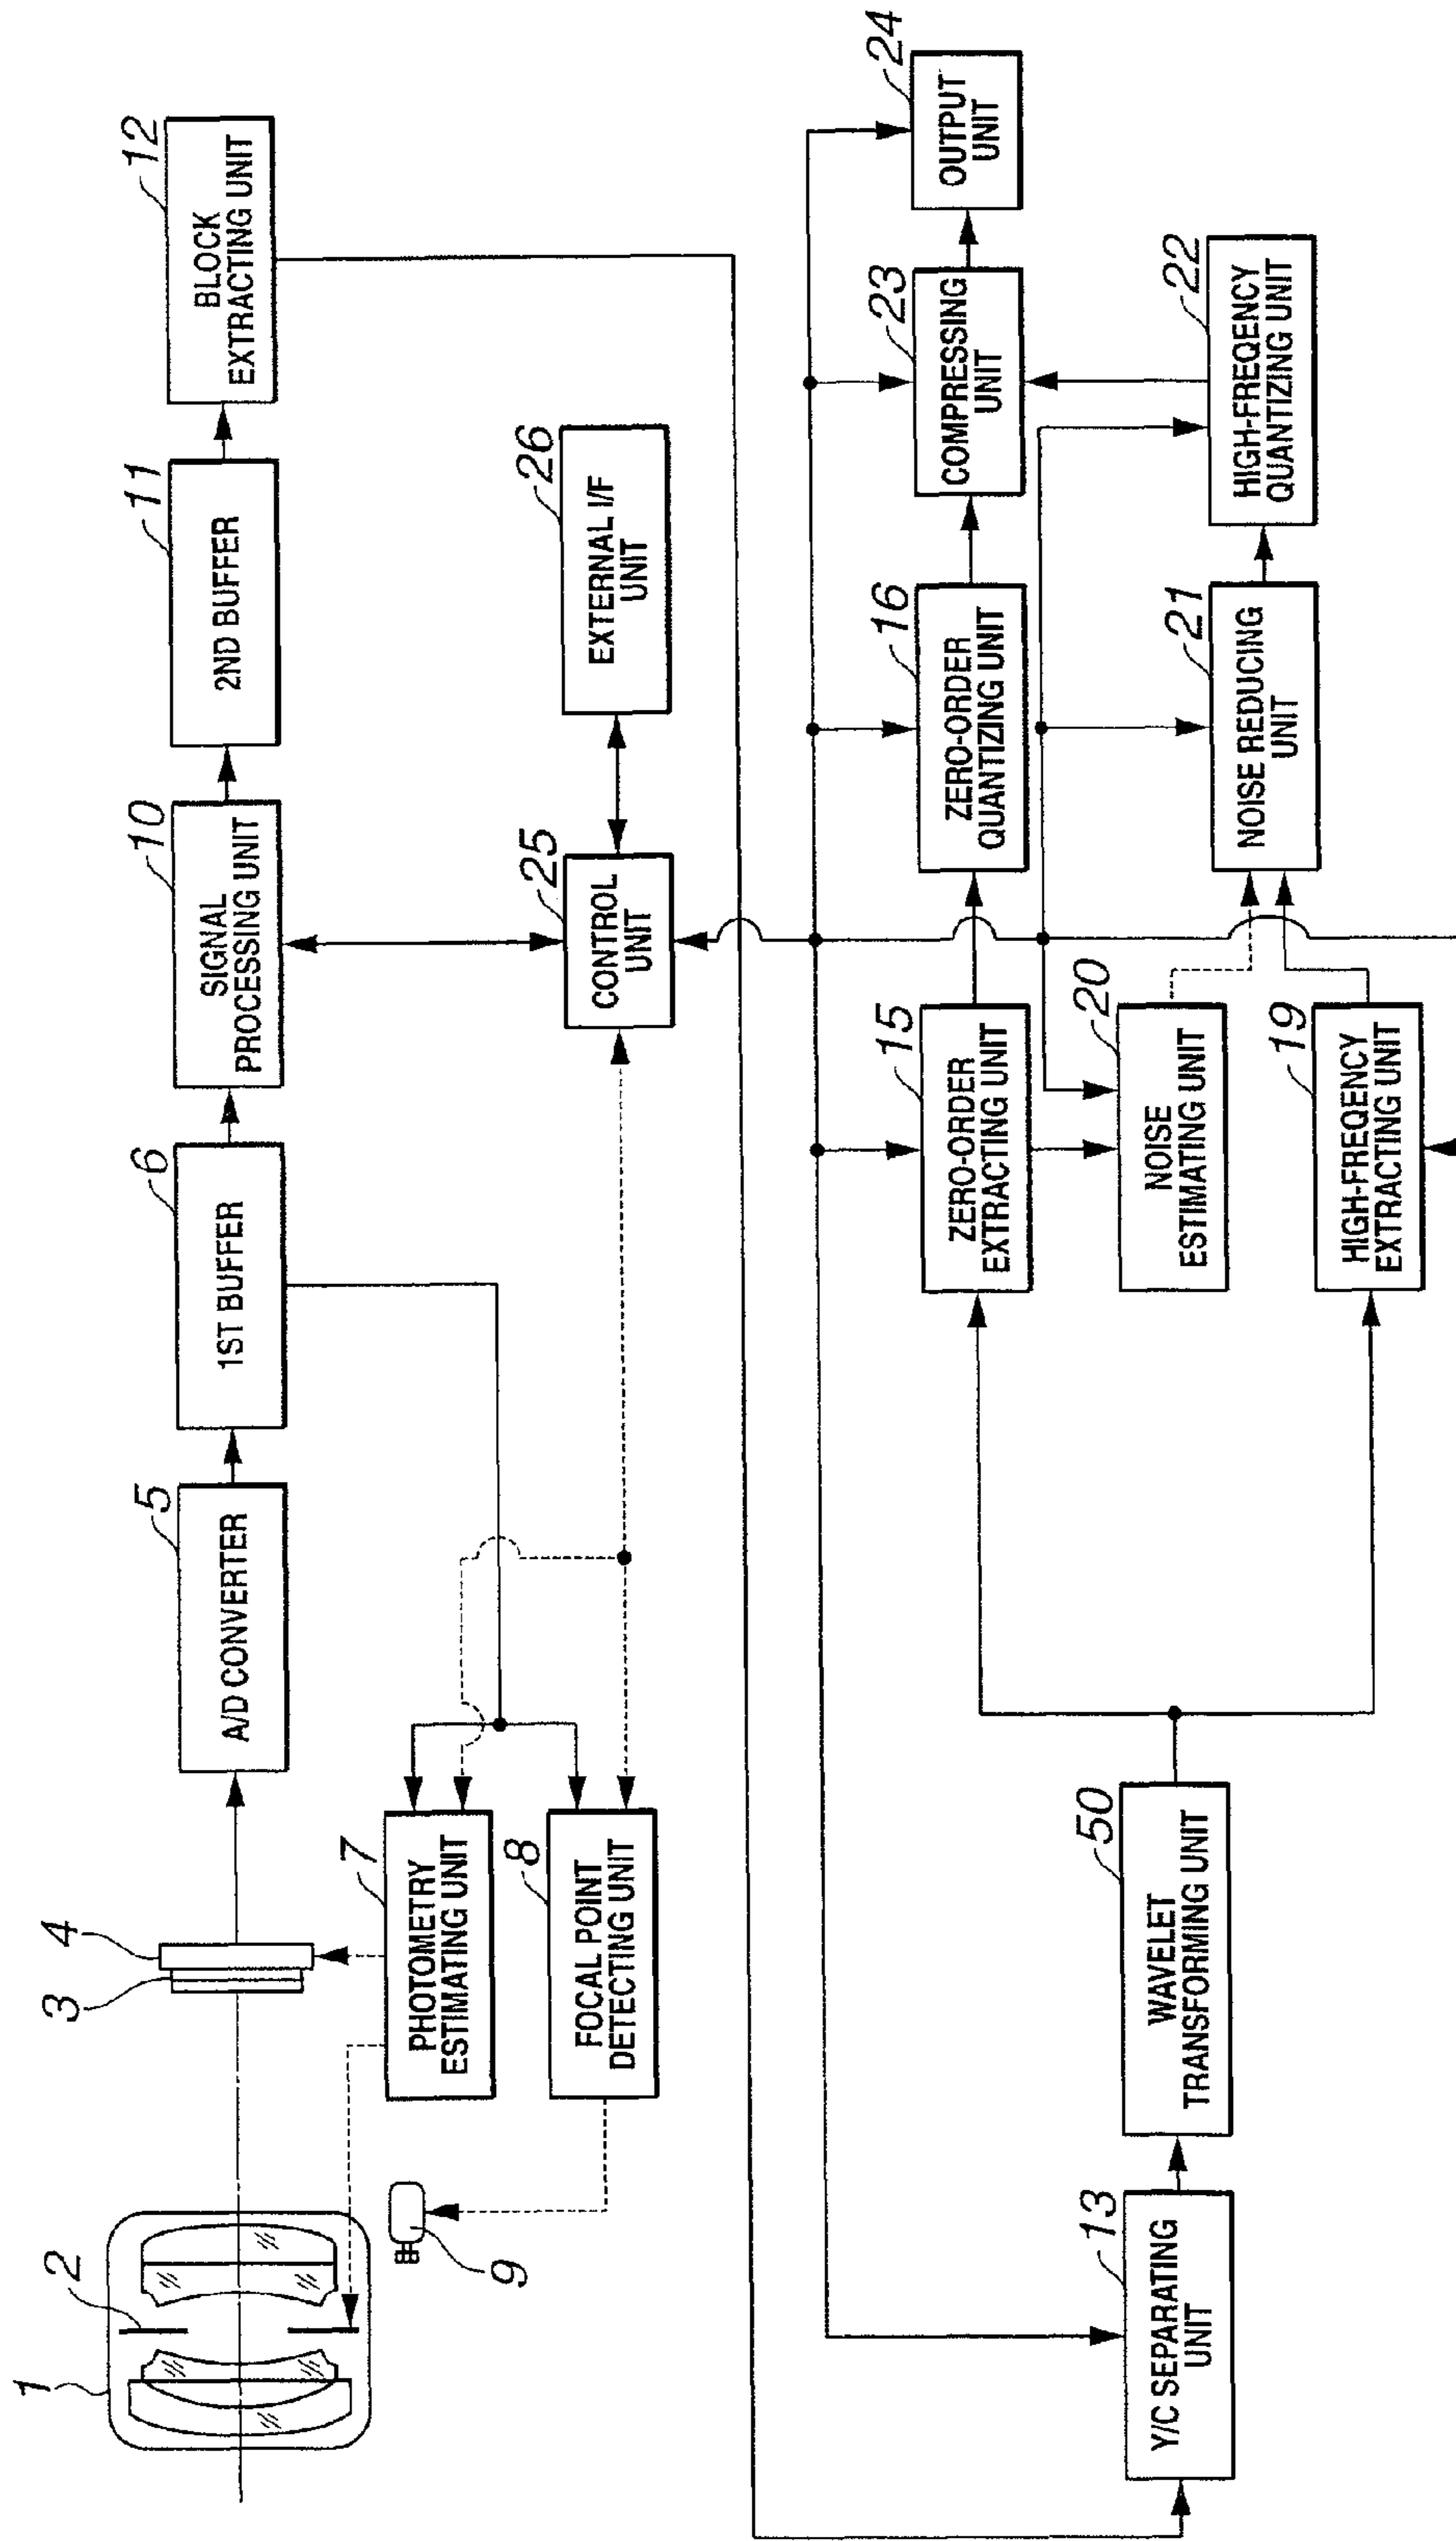 1
2
3
4
5
A/D CONVERTER
6
1ST BUFFER
10
SIGNAL
PROCESSING UNIT
11
2ND BUFFER
12
BLOCK
EXTRACTING UNIT
7
PHOTOMETRY
ESTIMATING UNIT
8
FOCAL POINT
DETECTING UNIT
9
25
CONTROL
UNIT
26
EXTERNAL I/F
UNIT
13
Y/C SEPARATING
UNIT
50
WAVELET
TRANSFORMING UNIT
15
ZERO-ORDER
EXTRACTING UNIT
16
ZERO-ORDER
QUANTIZING UNIT
23
COMPRESSING
UNIT
24
OUTPUT
UNIT
20
NOISE
ESTIMATING UNIT
19
HIGH-FREQENCY
EXTRACTING UNIT
21
NOISE REDUCING
UNIT
22
HIGH-FREQENCY
QUANTIZING UNIT